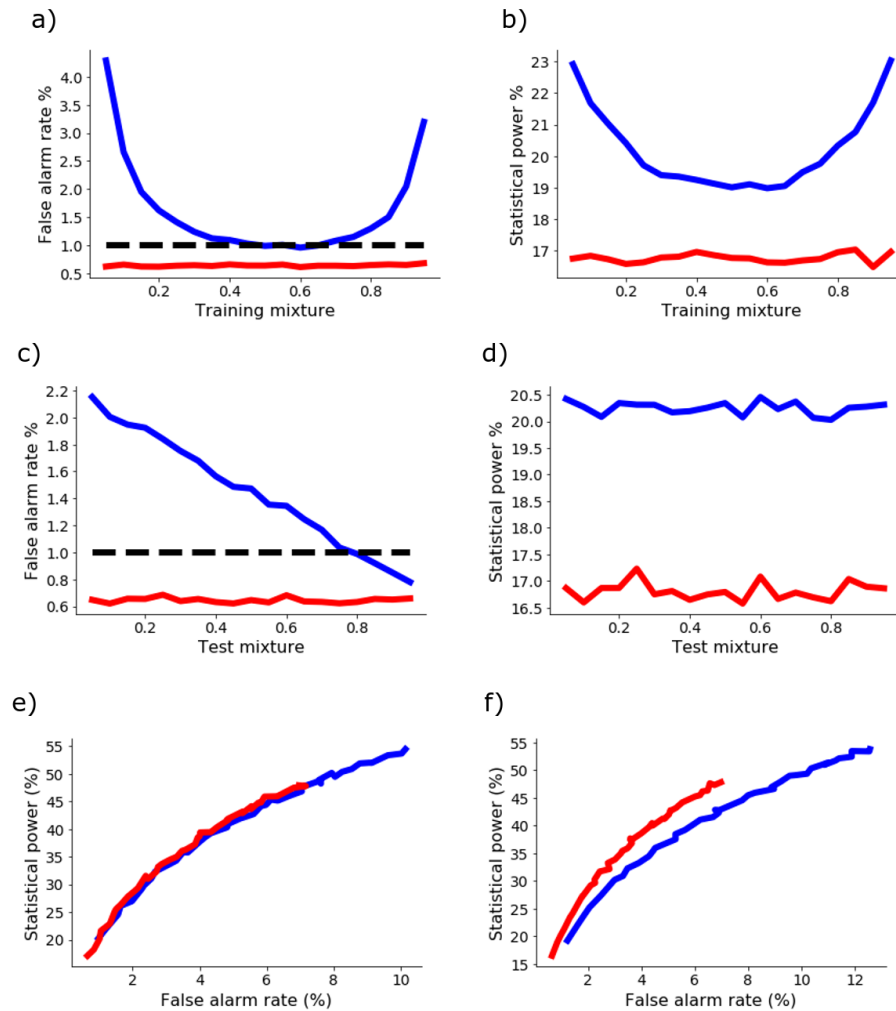 a)
False alarm rate %
4.0
3.5
3.0
2.5
2.0
1.5
1.0
0.5
0.2 0.4 0.6 0.8
Training mixture
b)
Statistical power %
23
22
21
20
19
18
17
0.2 0.4 0.6 0.8
Training mixture
c)
False alarm rate %
2.2
2.0
1.8
1.6
1.4
1.2
1.0
0.8
0.6
0.2 0.4 0.6 0.8
Test mixture
d)
Statistical power %
20.5
20.0
19.5
19.0
18.5
18.0
17.5
17.0
16.5
0.2 0.4 0.6 0.8
Test mixture
e)
Statistical power (%)
55
50
45
40
35
30
25
20
2 4 6 8 10
False alarm rate (%)
f)
Statistical power (%)
55
50
45
40
35
30
25
20
15
2 4 6 8 10 12
False alarm rate (%)